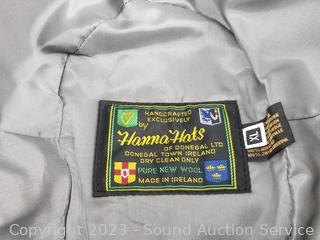 HANDCRAFTED
EXCLUSIVELY
by
Hanna Hats
OF DONEGAL LTD
DONEGAL TOWN IRELAND
DRY CLEAN ONLY
PURE NEW WOOL
MADE IN IRELAND
XL
Copyright 2023 - Sound Auction Service